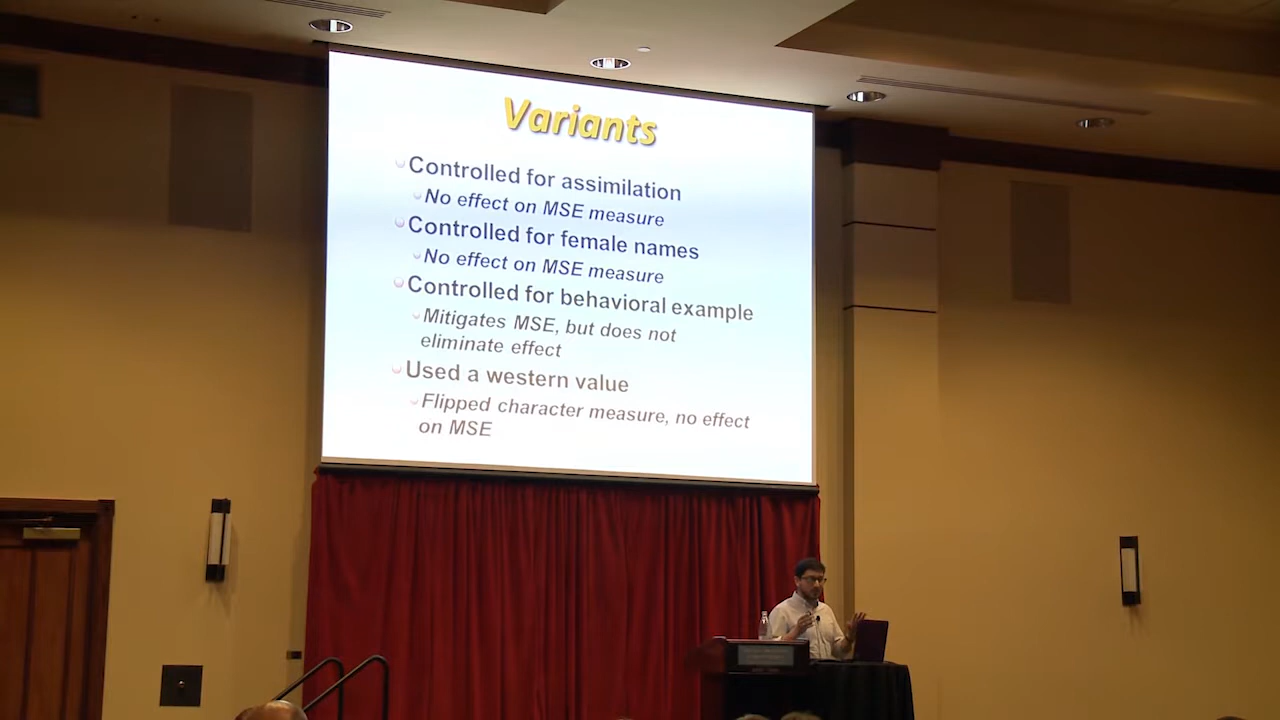 Variants
Controlled for assimilation
No effect on MSE measure
Controlled for female names
No effect on MSE measure
Controlled for behavioral example
Mitigates MSE, but does not
eliminate effect
Used a western value
Flipped character measure, no effect
on MSE